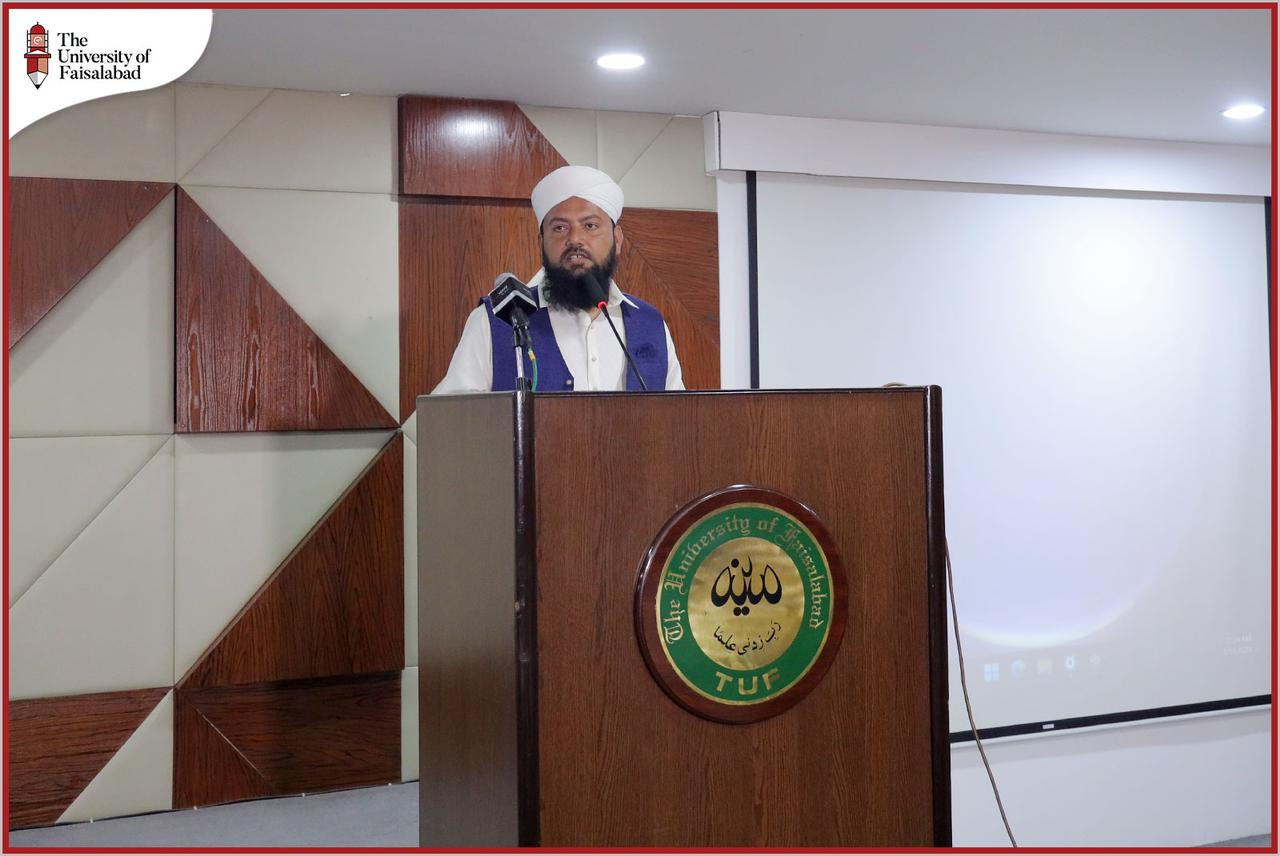 The
University of
Faisalabad
The University of Faisalabad
مدینہ
رَبِّ زِدْنِي عِلْمًا
TUF